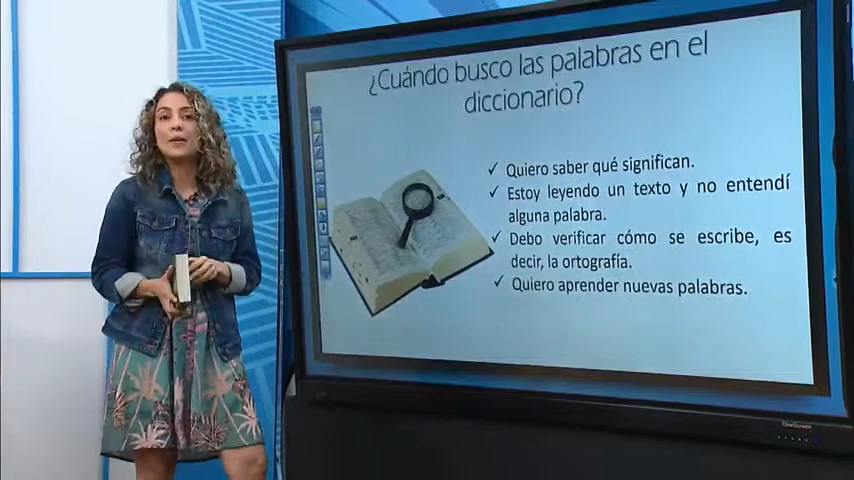 ¿Cuándo busco las palabras en el
diccionario?
✓ Quiero saber qué significan.
✓ Estoy leyendo un texto y no entendí
alguna palabra.
✓ Debo verificar cómo se escribe, es
decir, la ortografía.
✓ Quiero aprender nuevas palabras.
OneScreen